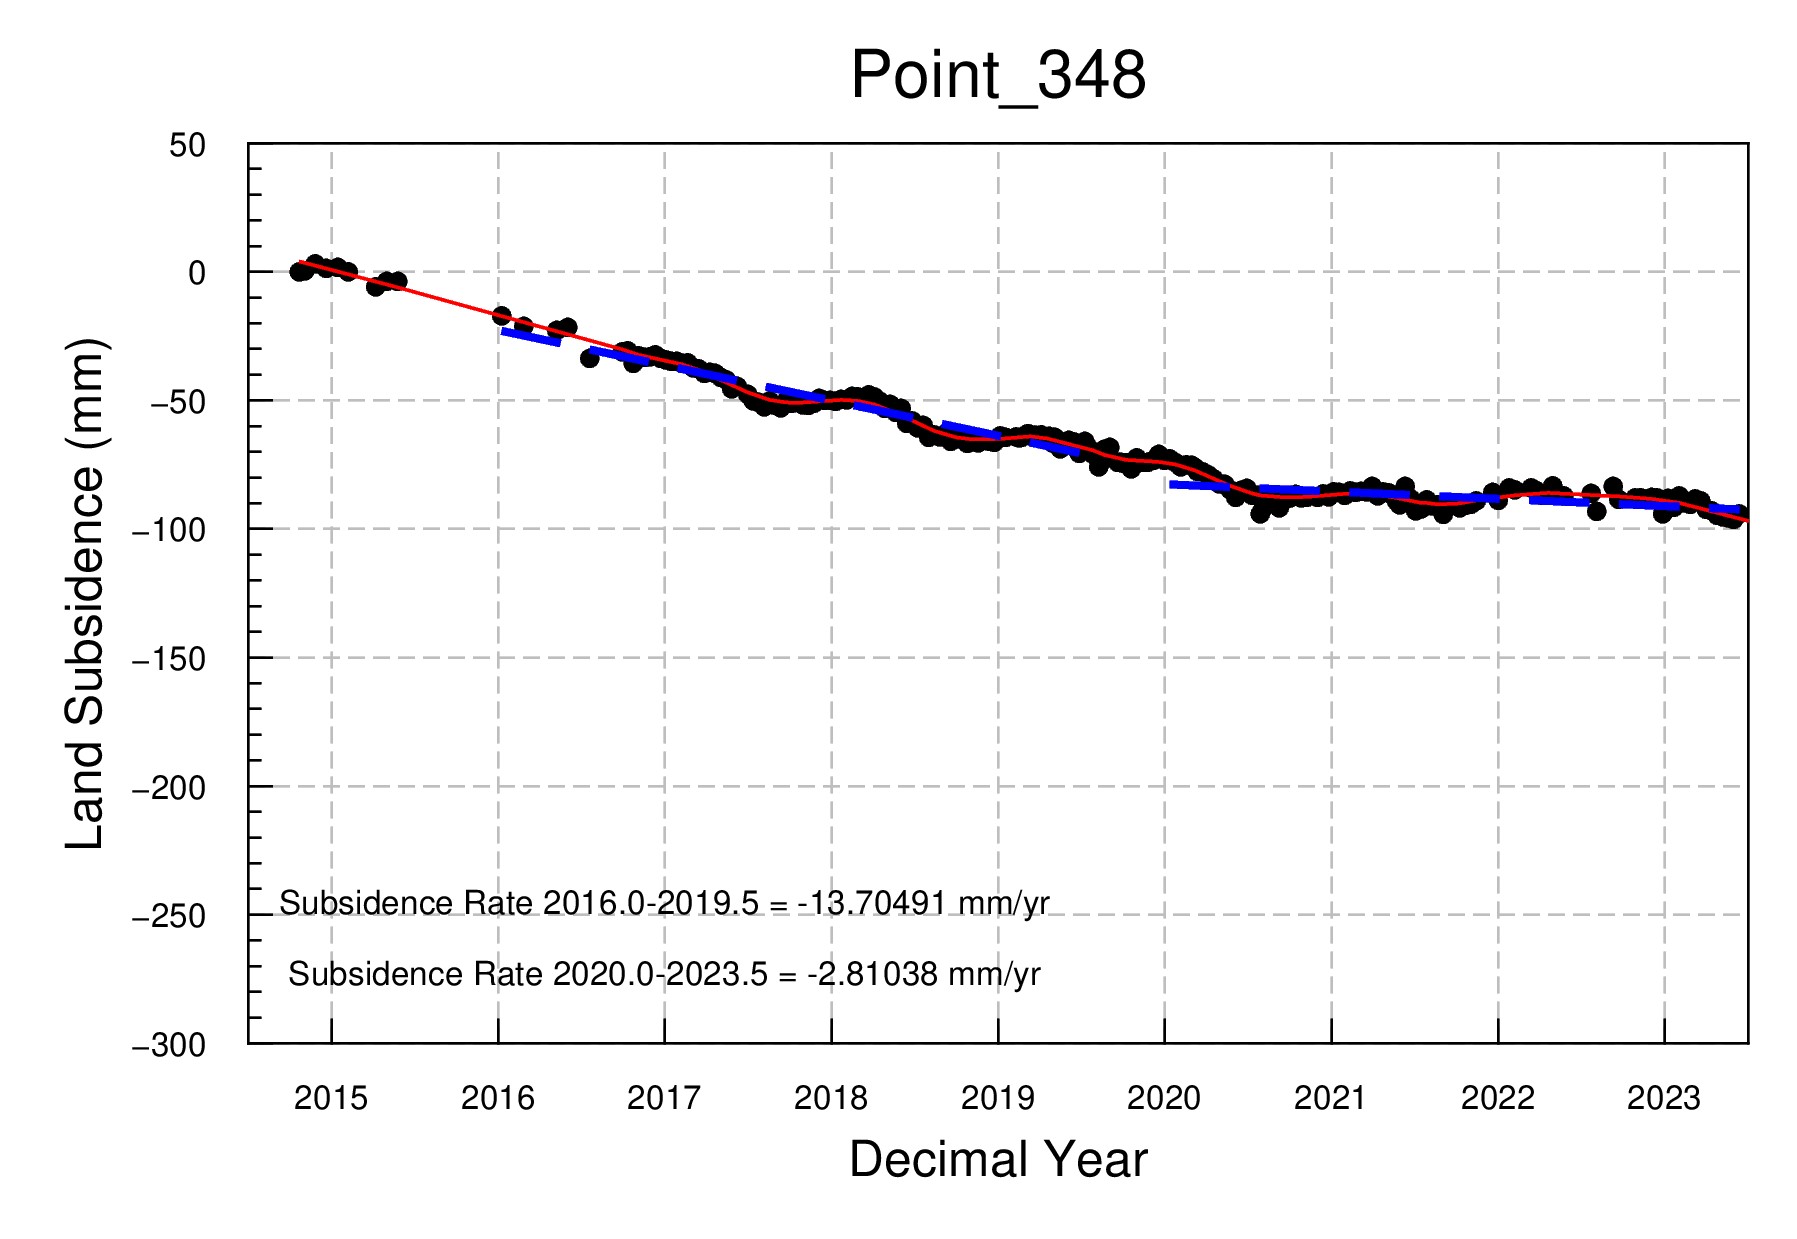 Point_348
50
0
−50
−100
−150
−200
−250
−300
Land Subsidence (mm)
Subsidence Rate 2016.0-2019.5 = -13.70491 mm/yr
Subsidence Rate 2020.0-2023.5 = -2.81038 mm/yr
2015 2016 2017 2018 2019 2020 2021 2022 2023
Decimal Year